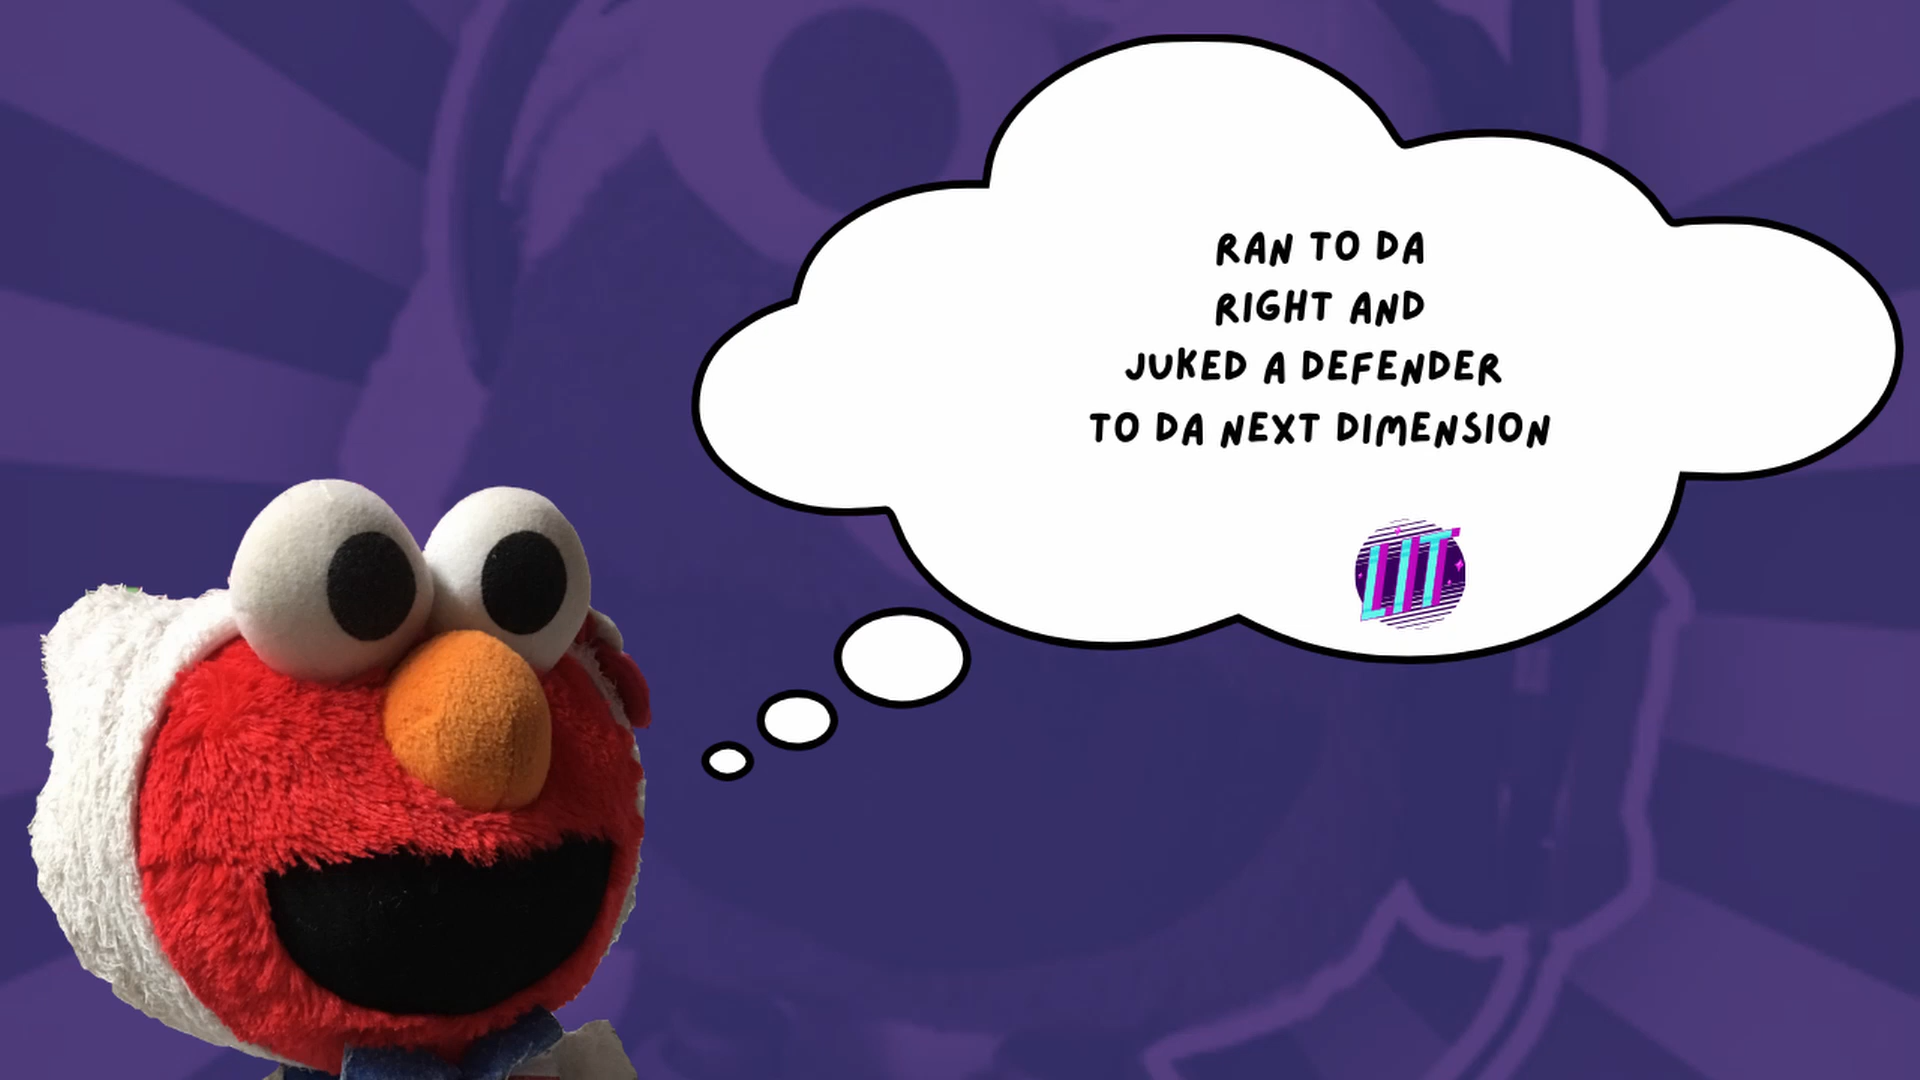 RAN TO DA
RIGHT AND
JUKED A DEFENDER
TO DA NEXT DIMENSION
LIT